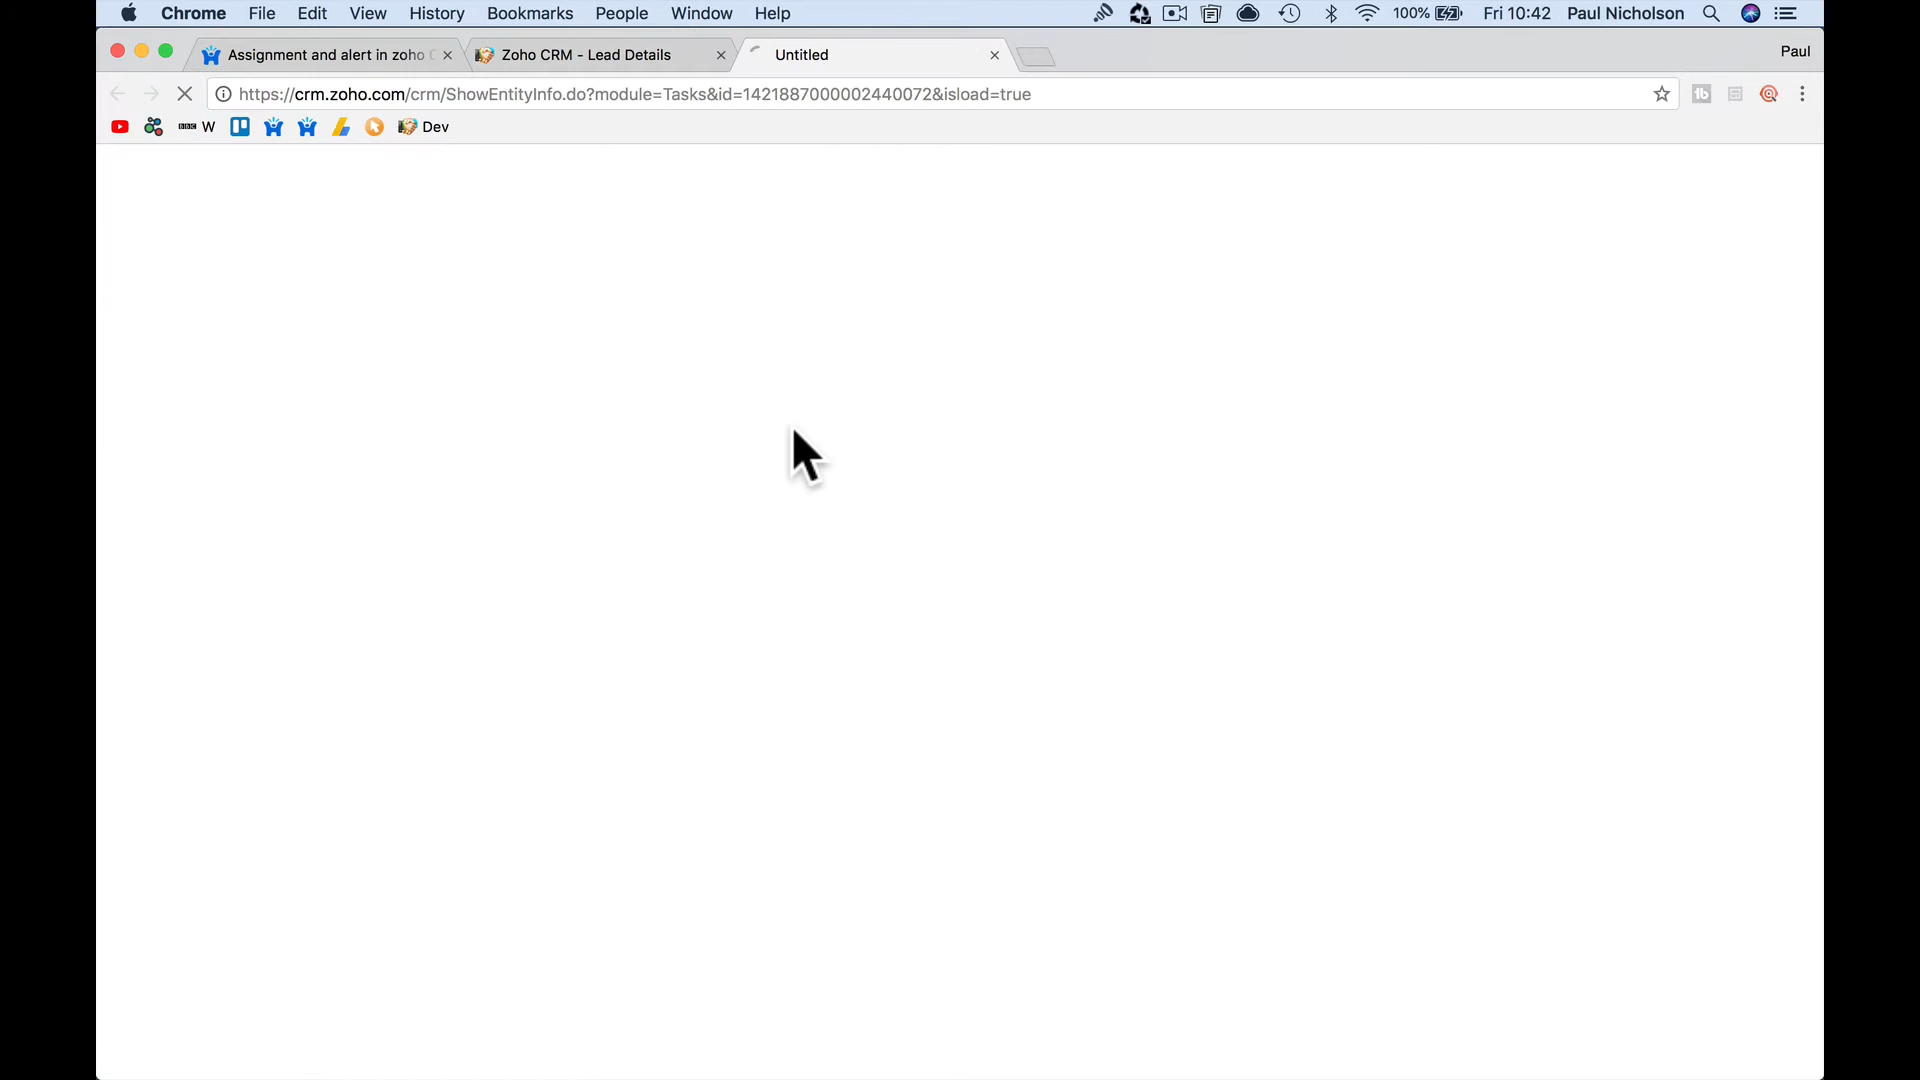 Chrome File Edit View History Bookmarks People Window Help 100% Fri 10:42 Paul Nicholson
Assignment and alert in zoho Zoho CRM - Lead Details Untitled Paul
https://crm.zoho.com/crm/ShowEntityInfo.do?module=Tasks&id=1421887000002440072&isload=true
BBC W Dev